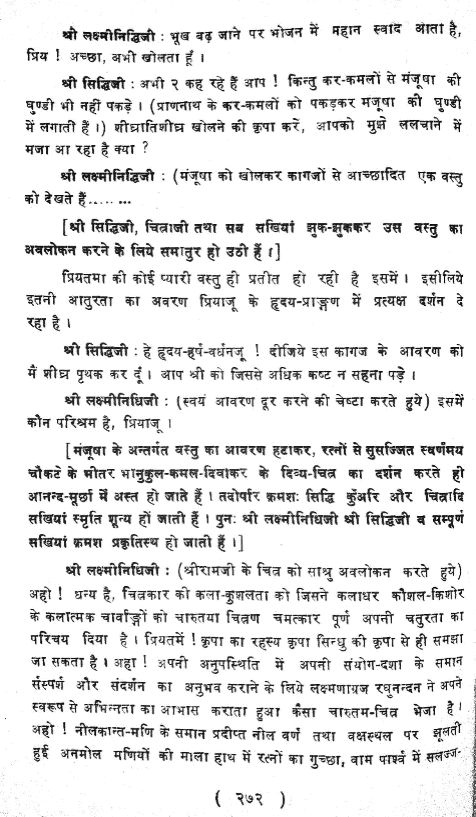 श्री लक्ष्मीनिद्विजी : भूख बढ़ जाने पर भोजन में महान स्वाद आता है,
प्रिय ! अच्छा, अभी खोलता हूँ ।
श्री सिद्विजी : अभी २ कह रहे हैं आप ! किन्तु कर-कमलों से मंजूषा की
घुण्डी भी नहीं पकड़े । (प्राणनाथ के कर-कमलों को पकड़कर मंजूषा की घुण्डी
में लगाती हैं ।) शीघ्रातिशीघ्र खोलने की कृपा करें, आपको मुझे ललचाने में
मजा आ रहा है क्या ?
श्री लक्ष्मीनिद्विजी : (मंजूषा को खोलकर कागजों से आच्छादित एक वस्तु
को देखते हैं........
[श्री सिद्विजी, चित्राजी तथा सब सखियां झुक-झुककर उस वस्तु का
अवलोकन करने के लिये समातुर हो उठी हैं ।]
प्रियतमा की कोई प्यारी वस्तु ही प्रतीत हो रही है इसमें । इसीलिये
इतनी आतुरता का अवरण प्रियाजू के हृदय-प्राङ्गण में प्रत्यक्ष दर्शन दे
रहा है ।
श्री सिद्विजी : हे हृदय-हर्ष-वर्धनजू ! दीजिये इस कागज के आवरण को
मैं शीघ्र पृथक कर दूँ । आप श्री को जिससे अधिक कष्ट न सहना पड़े ।
श्री लक्ष्मीनिधिजी : (स्वयं आवरण दूर करने की चेष्टा करते हुये) इसमें
कौन परिश्रम है, प्रियाजू ।
[मंजूषा के अन्तर्गत वस्तु का आवरण हटाकर, रत्नों से सुसज्जित स्वर्णमय
चौकटे के भीतर भानुकुल-कमल-दिवाकर के दिव्य-चित्र का दर्शन करते ही
आनन्द-मूर्छा में अस्त हो जाते हैं । तदोपरि क्रमशः सिद्धि कुँअरि और चित्रादि
सखियां स्मृति शून्य हों जाती हैं । पुनः श्री लक्ष्मीनिधिजी श्री सिद्विजी व सम्पूर्ण
सखियां क्रमश प्रकृतिस्थ हो जाती हैं ।]
श्री लक्ष्मीनिधिजी : (श्रीरामजी के चित्र को साश्रु अवलोकन करते हुये)
अहो ! धन्य है, चित्रकार की कला-कुशलता को जिसने कलाधर कौशल-किशोर
के कलात्मक चार्वाङ्गों को चारुतया चित्रण चमत्कार पूर्ण अपनी चतुरता का
परिचय दिया है । प्रियतमें ! कृपा का रहस्य कृपा सिन्धु की कृपा से ही समझा
जा सकता है । अहा ! अपनी अनुपस्थिति में अपनी संयोग-दशा के समान
संस्पर्श और संदर्शन का अनुभव कराने के लिये लक्ष्मणाग्रज रघुनन्दन ने अपने
स्वरूप से अभिन्नता का आभास कराता हुआ कैसा चारुतम-चित्र भेजा है ।
अहो ! नीलकान्त-मणि के समान प्रदीप्त नील वर्ण तथा वक्षस्थल पर झूलती
हुई अनमोल मणियों की माला हाथ में रत्नों का गुच्छा, वाम पार्श्व में सलज्ज-
( २७२ )